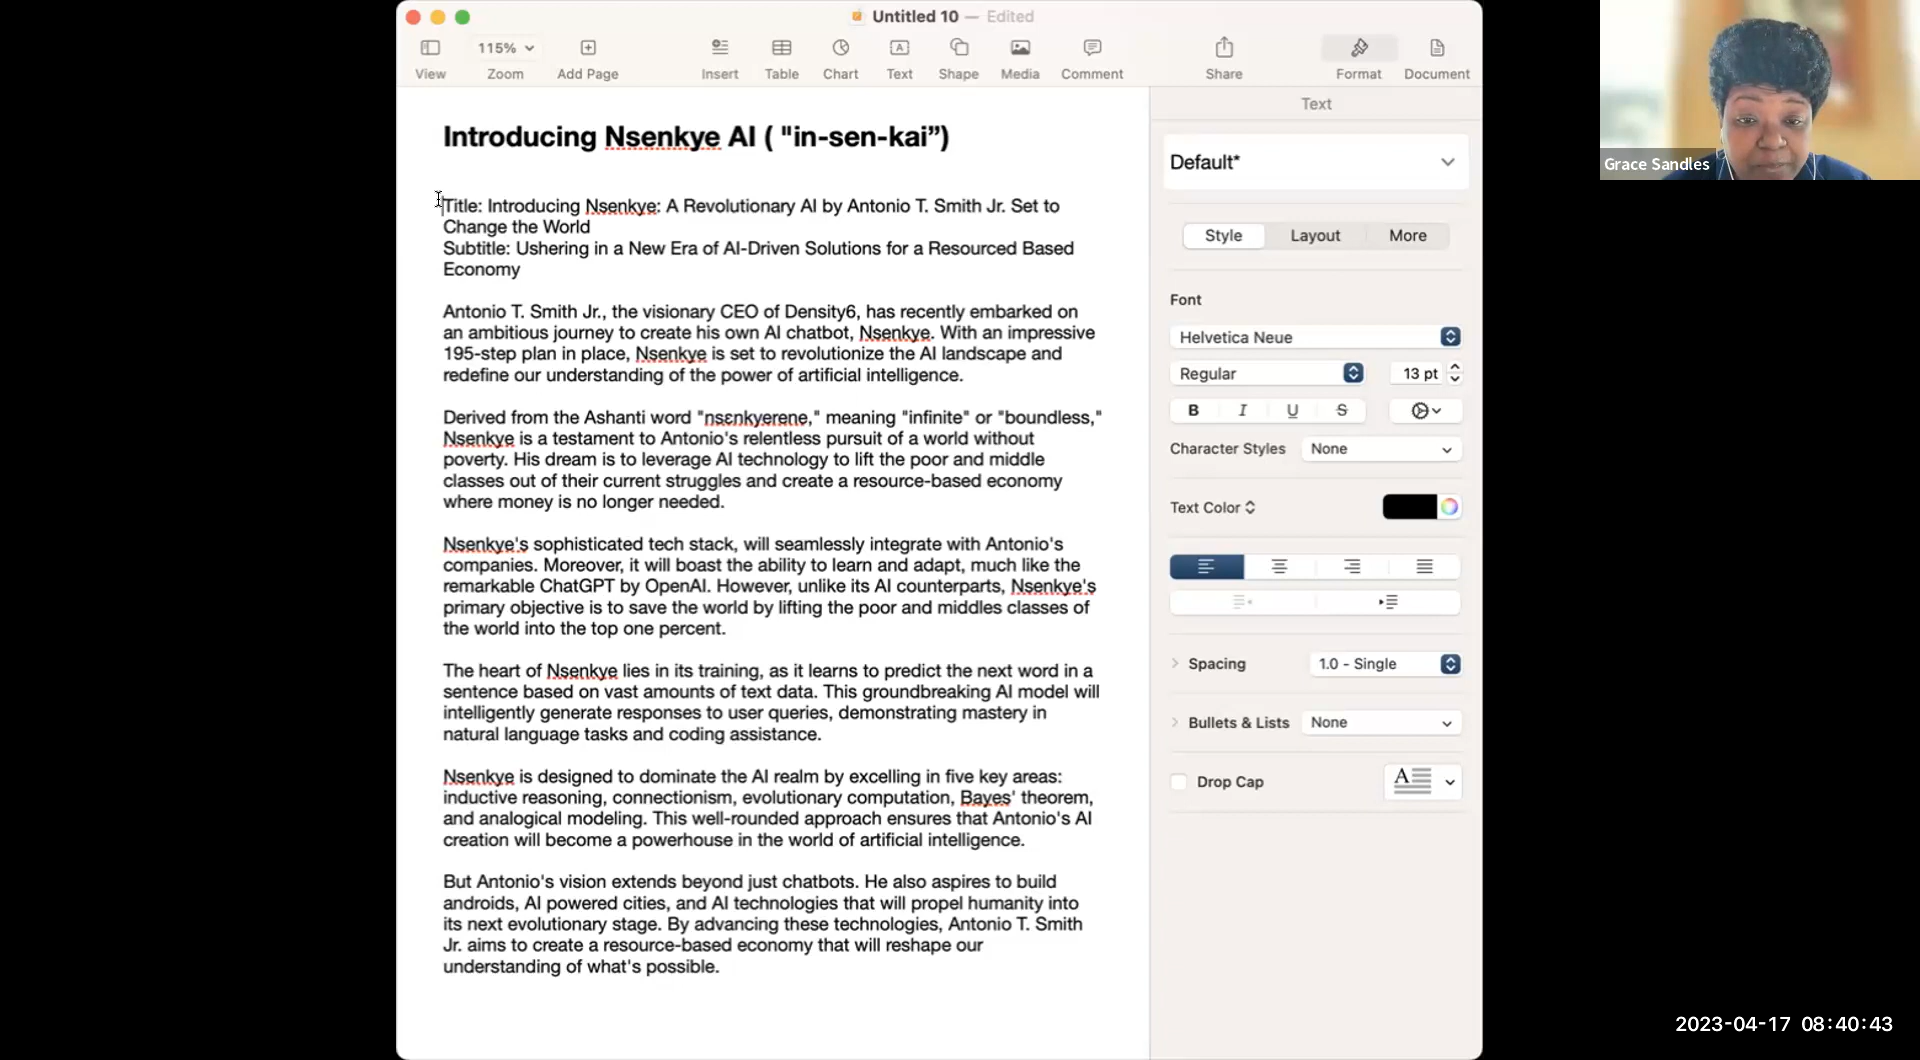 Untitled 10 — Edited
View
115%
Zoom
Add Page
Insert
Table
Chart
Text
Shape
Media
Comment
Share
Format
Document
Introducing Nsenkye AI ( "in-sen-kai”)
Title: Introducing Nsenkye: A Revolutionary AI by Antonio T. Smith Jr. Set to
Change the World
Subtitle: Ushering in a New Era of AI-Driven Solutions for a Resourced Based
Economy
Antonio T. Smith Jr., the visionary CEO of Density6, has recently embarked on
an ambitious journey to create his own AI chatbot, Nsenkye. With an impressive
195-step plan in place, Nsenkye is set to revolutionize the AI landscape and
redefine our understanding of the power of artificial intelligence.
Derived from the Ashanti word "nsɛnkyerene," meaning "infinite" or "boundless,"
Nsenkye is a testament to Antonio's relentless pursuit of a world without
poverty. His dream is to leverage AI technology to lift the poor and middle
classes out of their current struggles and create a resource-based economy
where money is no longer needed.
Nsenkye's sophisticated tech stack, will seamlessly integrate with Antonio's
companies. Moreover, it will boast the ability to learn and adapt, much like the
remarkable ChatGPT by OpenAI. However, unlike its AI counterparts, Nsenkye's
primary objective is to save the world by lifting the poor and middles classes of
the world into the top one percent.
The heart of Nsenkye lies in its training, as it learns to predict the next word in a
sentence based on vast amounts of text data. This groundbreaking AI model will
intelligently generate responses to user queries, demonstrating mastery in
natural language tasks and coding assistance.
Nsenkye is designed to dominate the AI realm by excelling in five key areas:
inductive reasoning, connectionism, evolutionary computation, Bayes' theorem,
and analogical modeling. This well-rounded approach ensures that Antonio's AI
creation will become a powerhouse in the world of artificial intelligence.
But Antonio's vision extends beyond just chatbots. He also aspires to build
androids, AI powered cities, and AI technologies that will propel humanity into
its next evolutionary stage. By advancing these technologies, Antonio T. Smith
Jr. aims to create a resource-based economy that will reshape our
understanding of what's possible.
Text
Default*
Style
Layout
More
Font
Helvetica Neue
Regular
13 pt
B I U S
Character Styles
None
Text Color
Spacing
1.0 - Single
Bullets & Lists
None
Drop Cap
A
Grace Sandles
2023-04-17 08:40:43